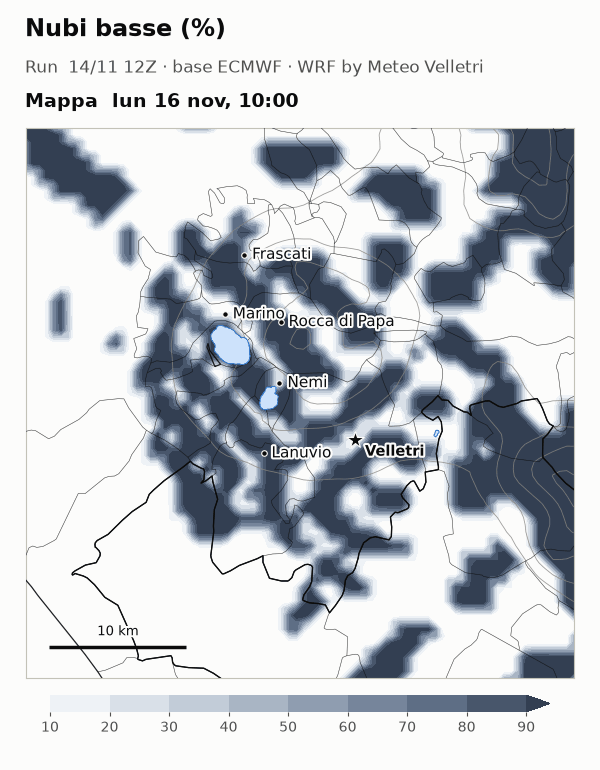 Nubi basse (%)
Run 14/11 12Z · base ECMWF · WRF by Meteo Velletri
Mappa lun 16 nov, 10:00
Frascati
Marino
Rocca di Papa
Nemi
Velletri
Lanuvio
10 km
10 20 30 40 50 60 70 80 90